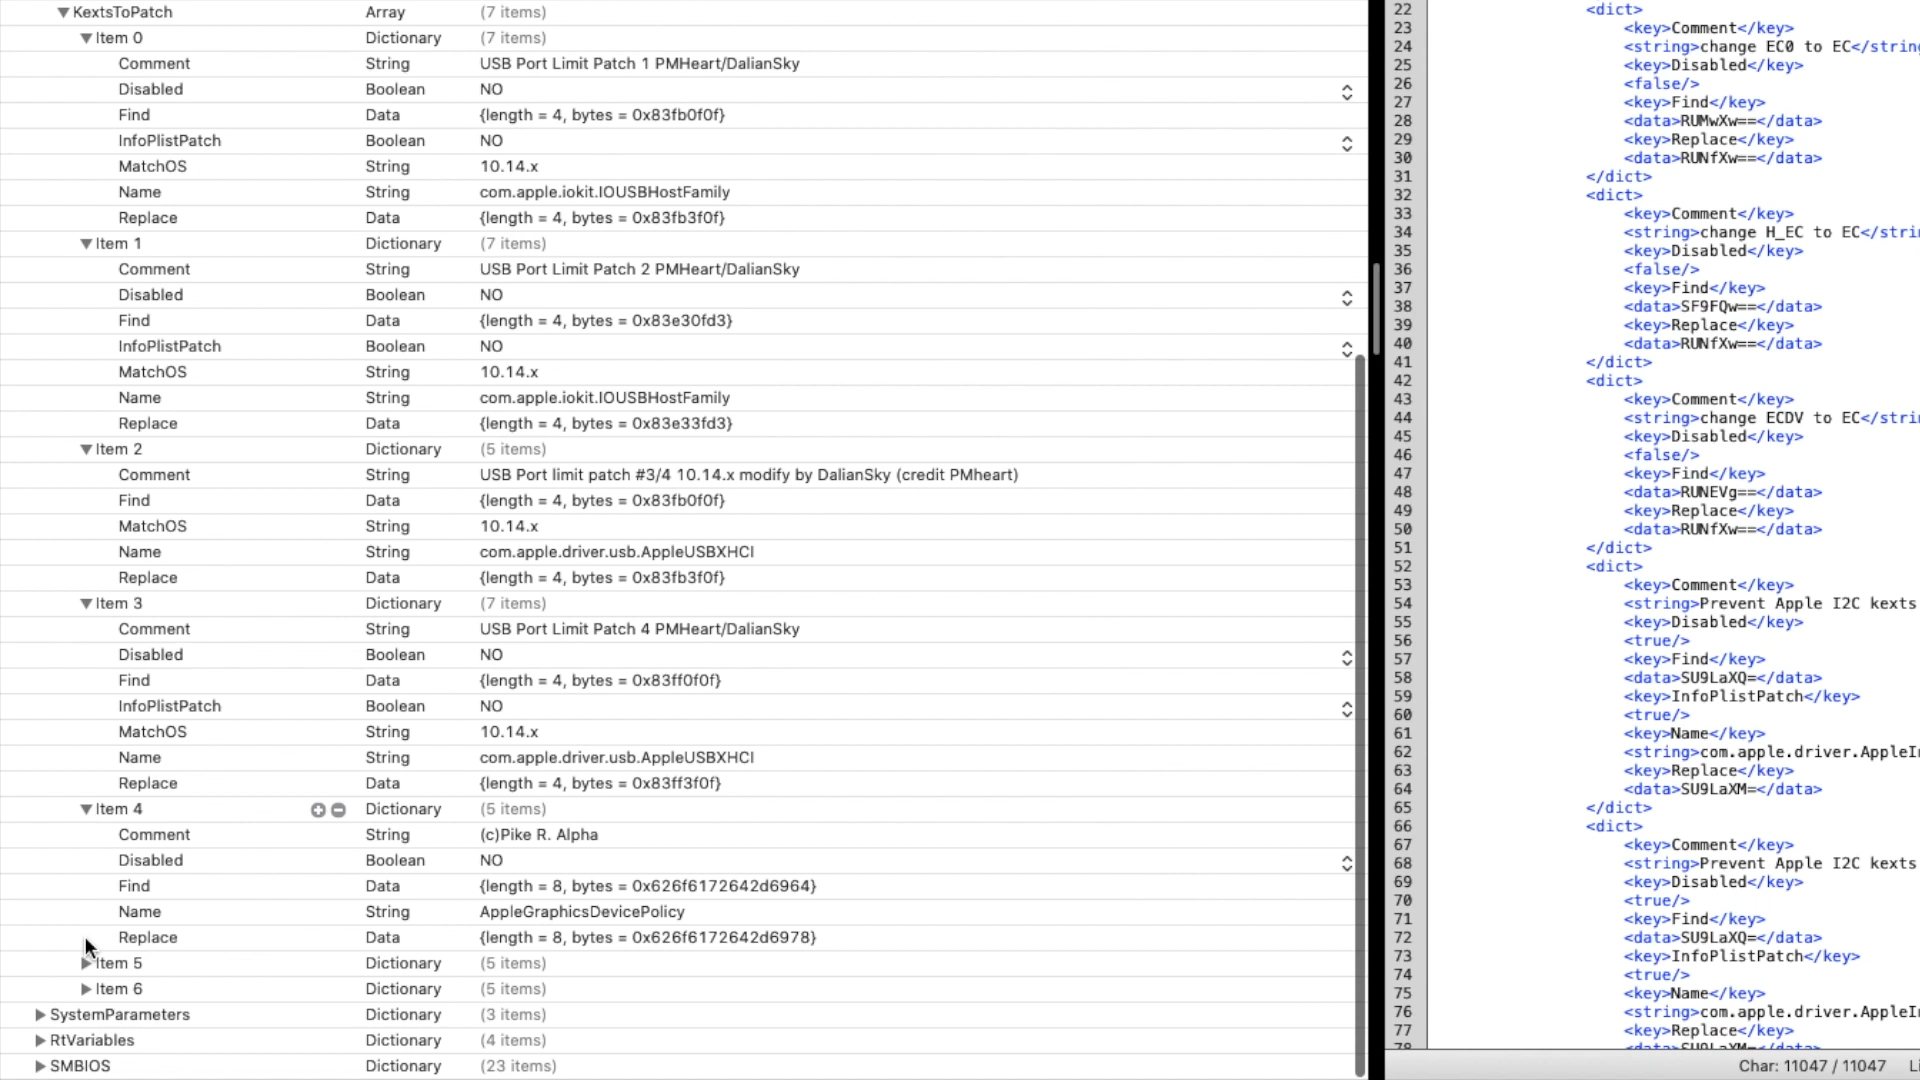 KextsToPatch Array (7 items)
Item 0 Dictionary (7 items)
Comment String USB Port Limit Patch 1 PMHeart/DalianSky
Disabled Boolean NO
Find Data {length = 4, bytes = 0x83fb0f0f}
InfoPlistPatch Boolean NO
MatchOS String 10.14.x
Name String com.apple.iokit.IOUSBHostFamily
Replace Data {length = 4, bytes = 0x83fb3f0f}
Item 1 Dictionary (7 items)
Comment String USB Port Limit Patch 2 PMHeart/DalianSky
Disabled Boolean NO
Find Data {length = 4, bytes = 0x83e30fd3}
InfoPlistPatch Boolean NO
MatchOS String 10.14.x
Name String com.apple.iokit.IOUSBHostFamily
Replace Data {length = 4, bytes = 0x83e33fd3}
Item 2 Dictionary (5 items)
Comment String USB Port limit patch #3/4 10.14.x modify by DalianSky (credit PMheart)
Find Data {length = 4, bytes = 0x83fb0f0f}
MatchOS String 10.14.x
Name String com.apple.driver.usb.AppleUSBXHCI
Replace Data {length = 4, bytes = 0x83fb3f0f}
Item 3 Dictionary (7 items)
Comment String USB Port Limit Patch 4 PMHeart/DalianSky
Disabled Boolean NO
Find Data {length = 4, bytes = 0x83ff0f0f}
InfoPlistPatch Boolean NO
MatchOS String 10.14.x
Name String com.apple.driver.usb.AppleUSBXHCI
Replace Data {length = 4, bytes = 0x83ff3f0f}
Item 4 Dictionary (5 items)
Comment String (c)Pike R. Alpha
Disabled Boolean NO
Find Data {length = 8, bytes = 0x626f6172642d6964}
Name String AppleGraphicsDevicePolicy
Replace Data {length = 8, bytes = 0x626f6172642d6978}
Item 5 Dictionary (5 items)
Item 6 Dictionary (5 items)
SystemParameters Dictionary (3 items)
RtVariables Dictionary (4 items)
SMBIOS Dictionary (23 items)
22 <dict>
23 <key>Comment</key>
24 <string>change EC0 to EC</string
25 <key>Disabled</key>
26 <false/>
27 <key>Find</key>
28 <data>RUMwXw==</data>
29 <key>Replace</key>
30 <data>RUNfXw==</data>
31 </dict>
32 <dict>
33 <key>Comment</key>
34 <string>change H_EC to EC</stri
35 <key>Disabled</key>
36 <false/>
37 <key>Find</key>
38 <data>SF9FQw==</data>
39 <key>Replace</key>
40 <data>RUNfXw==</data>
41 </dict>
42 <dict>
43 <key>Comment</key>
44 <string>change ECDV to EC</stri
45 <key>Disabled</key>
46 <false/>
47 <key>Find</key>
48 <data>RUNEVg==</data>
49 <key>Replace</key>
50 <data>RUNfXw==</data>
51 </dict>
52 <dict>
53 <key>Comment</key>
54 <string>Prevent Apple I2C kexts
55 <key>Disabled</key>
56 <true/>
57 <key>Find</key>
58 <data>SU9LaXQ=</data>
59 <key>InfoPlistPatch</key>
60 <true/>
61 <key>Name</key>
62 <string>com.apple.driver.AppleI
63 <key>Replace</key>
64 <data>SU9LaXM=</data>
65 </dict>
66 <dict>
67 <key>Comment</key>
68 <string>Prevent Apple I2C kexts
69 <key>Disabled</key>
70 <true/>
71 <key>Find</key>
72 <data>SU9LaXQ=</data>
73 <key>InfoPlistPatch</key>
74 <true/>
75 <key>Name</key>
76 <string>com.apple.driver.AppleI
77 <key>Replace</key>
78 <data>SU9LaXM=</data>
Char: 11047 / 11047 Li